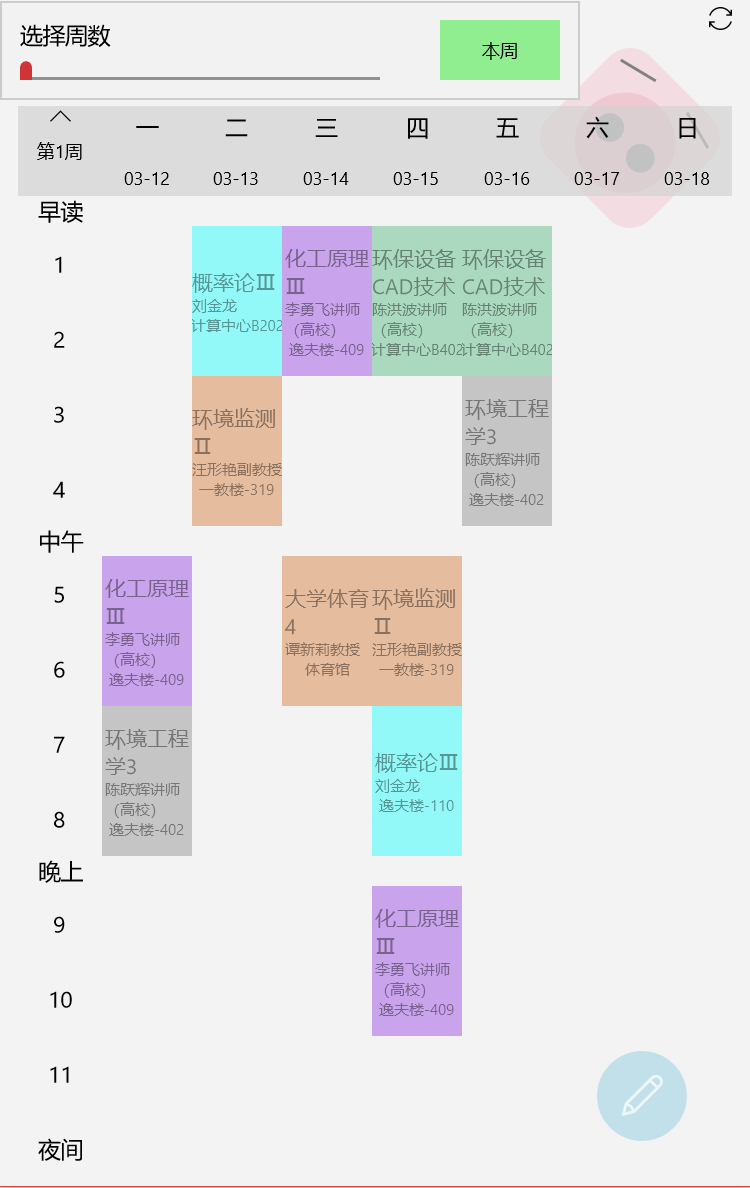 选择周数
本周
第1周
一 二 三 四 五 六 日
03-12 03-13 03-14 03-15 03-16 03-17 03-18
早读
1
2
概率论Ⅲ
刘金龙
计算中心B202
化工原理
Ⅲ
李勇飞讲师
(高校)
逸夫楼-409
环保设备
CAD技术
陈洪波讲师
(高校)
计算中心B402
环保设备
CAD技术
陈洪波讲师
(高校)
计算中心B402
3
4
环境监测
Ⅱ
汪形艳副教授
一教楼-319
环境工程
学3
陈跃辉讲师
(高校)
逸夫楼-402
中午
5
6
化工原理
Ⅲ
李勇飞讲师
(高校)
逸夫楼-409
大学体育
4
谭新莉教授
体育馆
环境监测
Ⅱ
汪形艳副教授
一教楼-319
7
8
环境工程
学3
陈跃辉讲师
(高校)
逸夫楼-402
概率论Ⅲ
刘金龙
逸夫楼-110
晚上
9
10
化工原理
Ⅲ
李勇飞讲师
(高校)
逸夫楼-409
11
夜间